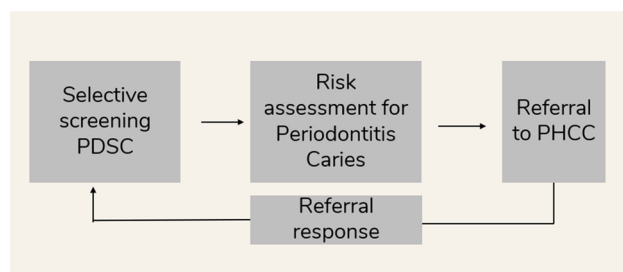 Selective
screening
PDSC
Risk
assessment for
Periodontitis
Caries
Referral
to PHCC
Referral
response